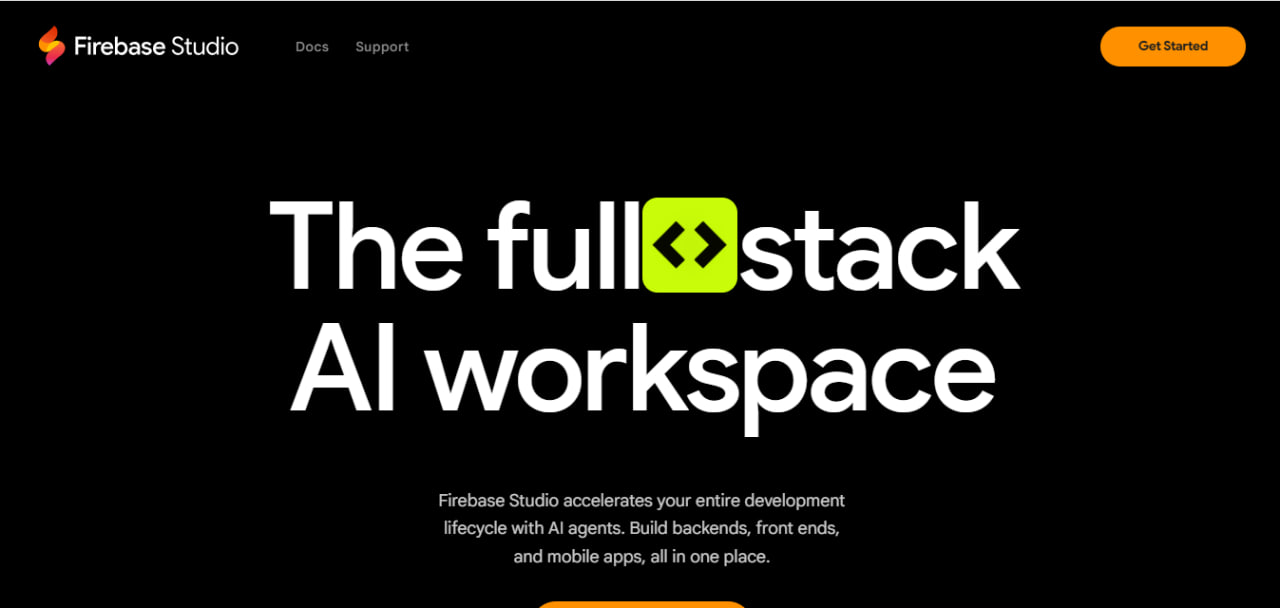 Firebase Studio
Docs
Support
Get Started
The full<>stack
AI workspace
Firebase Studio accelerates your entire development
lifecycle with AI agents. Build backends, front ends,
and mobile apps, all in one place.